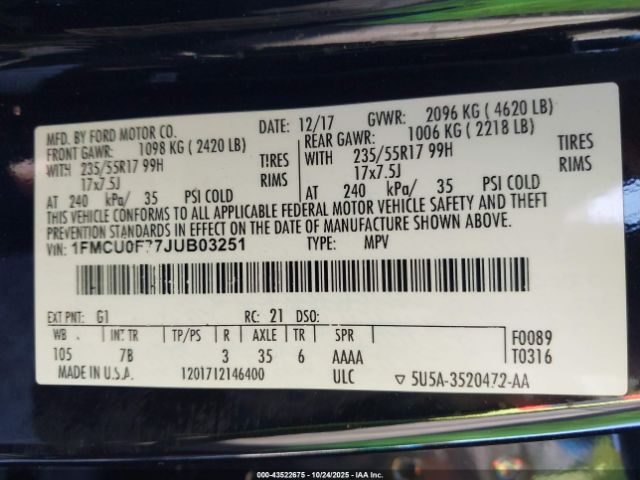 MFD. BY FORD MOTOR CO. DATE: 12/17 GVWR: 2096 KG ( 4620 LB)
FRONT GAWR: 1098 KG ( 2420 LB) REAR GAWR: 1006 KG ( 2218 LB)
WITH 235/55R17 99H TIRES WITH 235/55R17 99H TIRES
17x7.5J RIMS 17x7.5J RIMS
AT 240 kPa/ 35 PSI COLD AT 240 kPa/ 35 PSI COLD
THIS VEHICLE CONFORMS TO ALL APPLICABLE FEDERAL MOTOR VEHICLE SAFETY AND THEFT
PREVENTION STANDARDS IN EFFECT ON THE DATE OF MANUFACTURE SHOWN ABOVE.
VIN: TYPE: MPV
EXT PNT: G1 RC: 21 DSO:
WB INT TR TP/PS R AXLE TR SPR F0089
105 7B 3 35 6 AAAA T0316
MADE IN U.S.A. 1201712146400 ULC ▽ 5U5A-3520472-AA
000-43522675 - 10/24/2025 - IAA Inc.